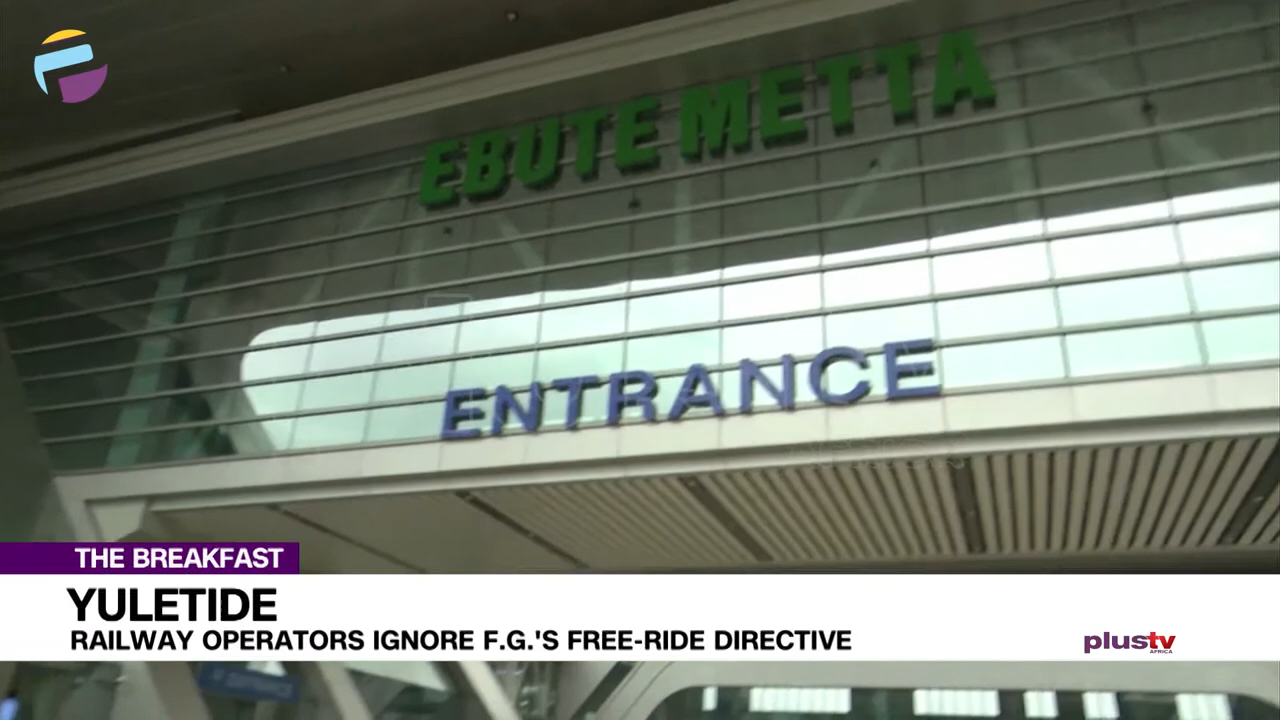 EBUTE METTA
ENTRANCE
THE BREAKFAST
YULETIDE
RAILWAY OPERATORS IGNORE F.G.'S FREE-RIDE DIRECTIVE
plustv
AFRICA